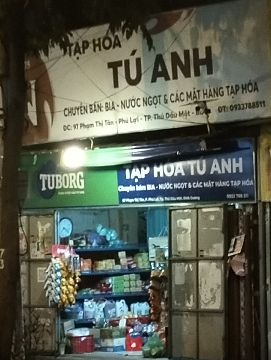 TẠP HÓA
TÚ ANH
CHUYÊN BÁN: BIA - NƯỚC NGỌT & CÁC MẶT HÀNG TẠP HÓA
ĐC: 97 Phạm Thị Tân - Phú Lợi - TP. Thủ Dầu Một - ĐT: 0933788511
TUBORG
TẠP HÓA TÚ ANH
Chuyên bán BIA - NƯỚC NGỌT & CÁC MẶT HÀNG TẠP HÓA